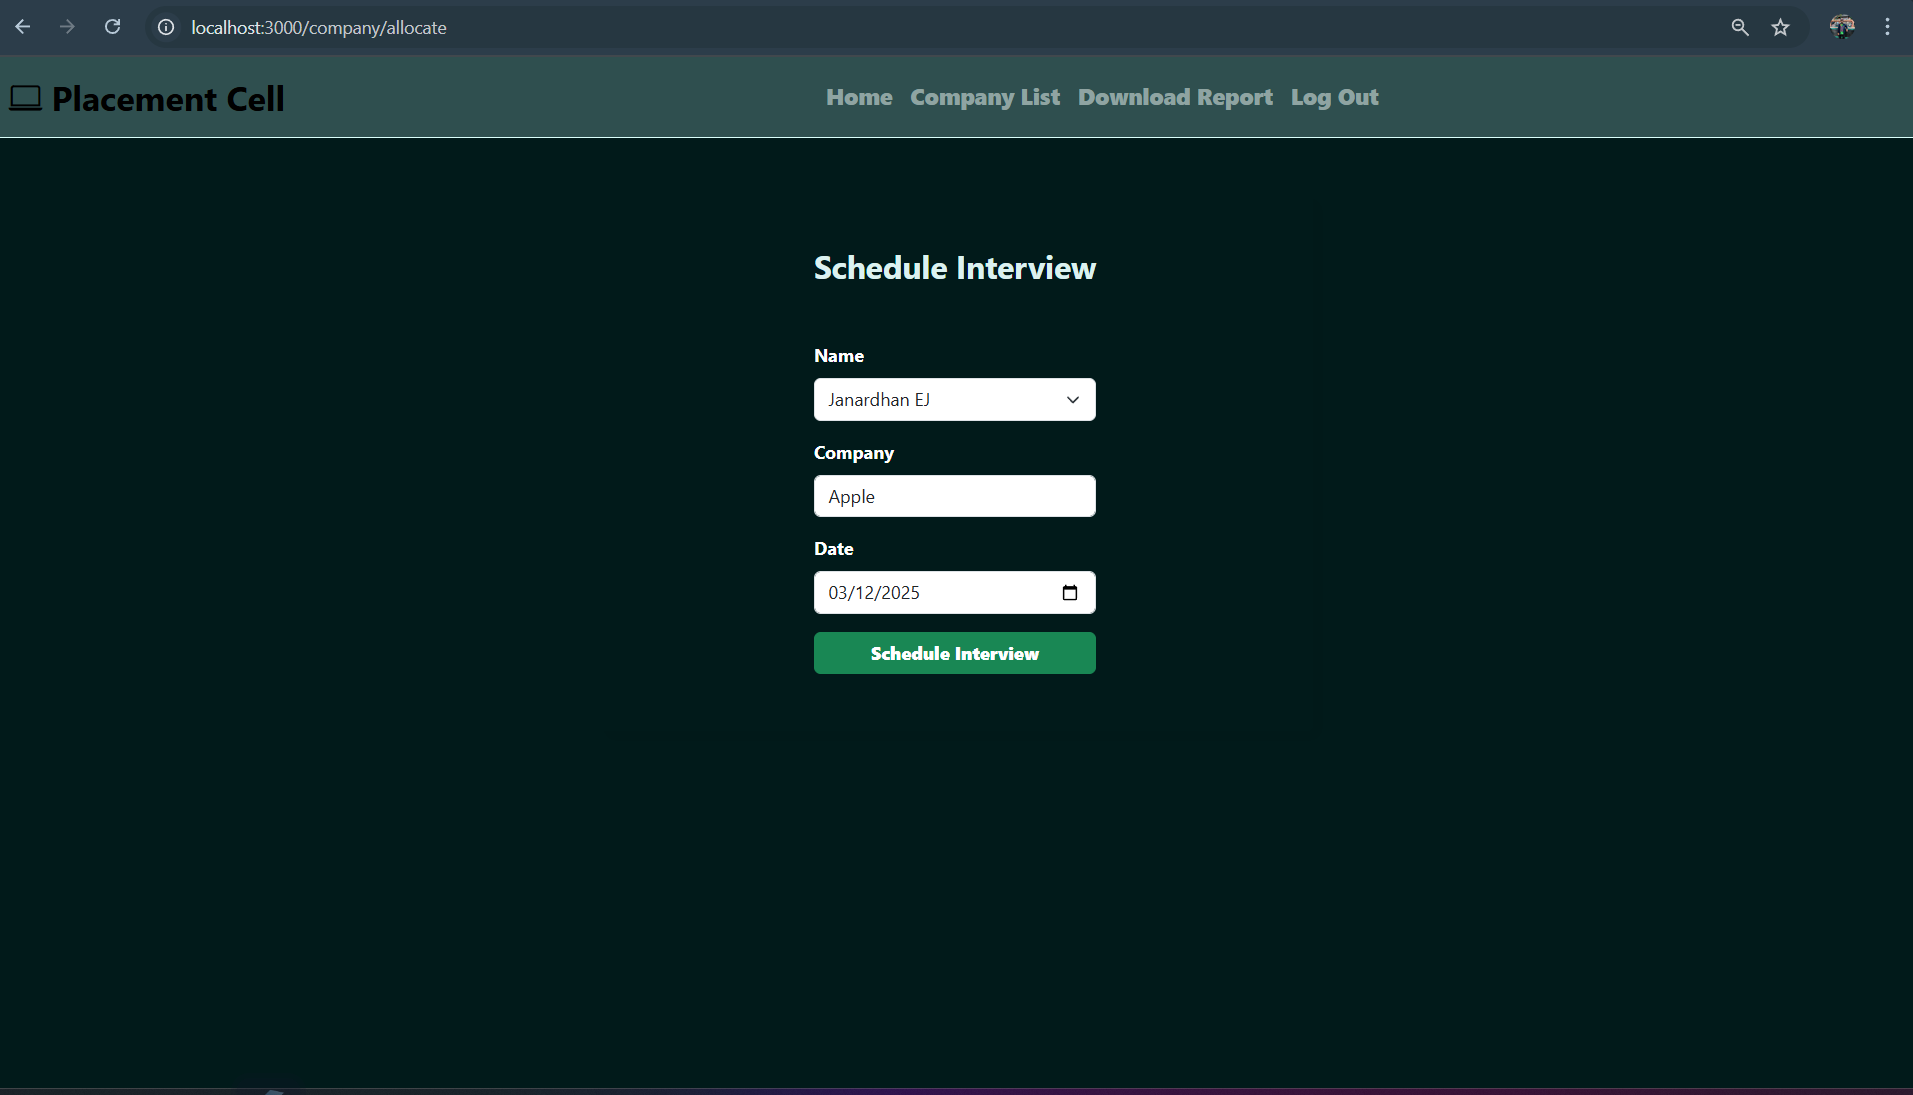 localhost:3000/company/allocate
Placement Cell Home Company List Download Report Log Out
Schedule Interview
Name
Janardhan EJ
Company
Apple
Date
03/12/2025
Schedule Interview